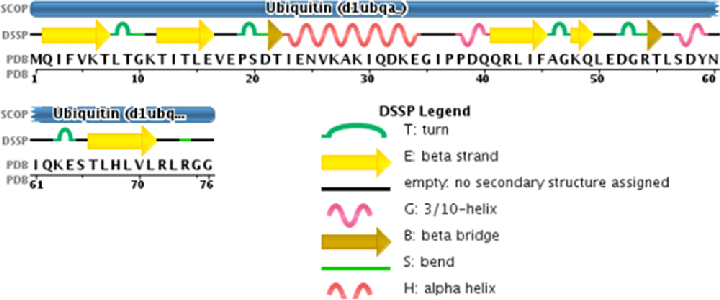 SCOP Ubiquitin (d1ubqa_)
DSSP
PDB MQIFVKTLTGKTITLEVEPSDTIENVKAKIQDKEGIPPDQQRLIFAGKQLEDGRTLSDYN
PDB
1 10 20 30 40 50 60
SCOP Ubiquitin (d1ubq...
DSSP
PDB IQKESTLHLVLRLRGG
PDB
61 70 76
DSSP Legend
T: turn
E: beta strand
empty: no secondary structure assigned
G: 3/10-helix
B: beta bridge
S: bend
H: alpha helix